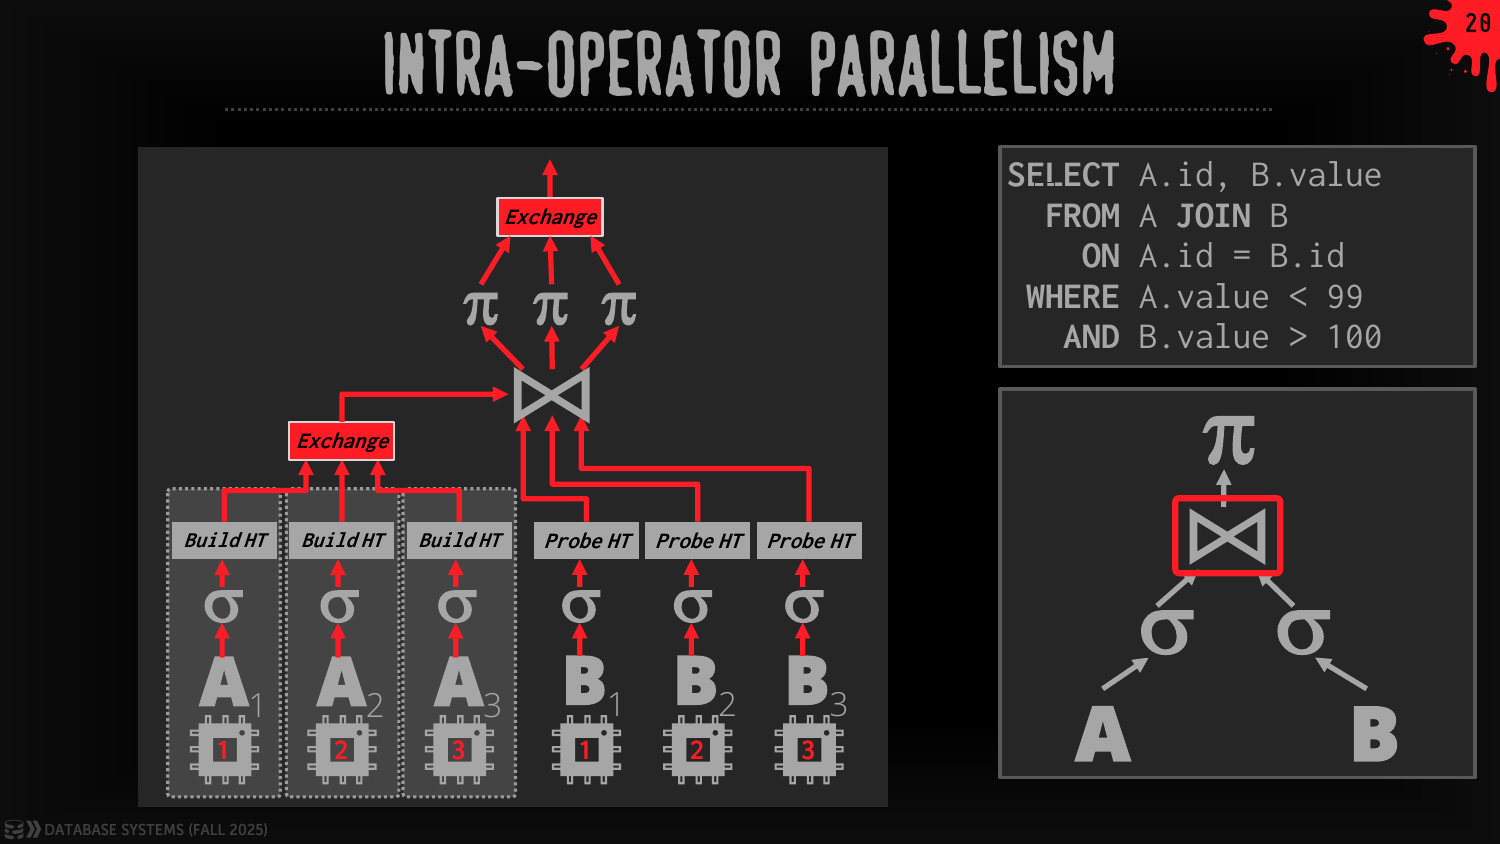 20
INTRA-OPERATOR PARALLELISM
SELECT A.id, B.value
FROM A JOIN B
ON A.id = B.id
WHERE A.value < 99
AND B.value > 100
Exchange
π π π
⋈
Exchange
Build HT Build HT Build HT Probe HT Probe HT Probe HT
σ σ σ σ σ σ
A1 A2 A3 B1 B2 B3
1 2 3 1 2 3
π
⋈
σ σ
A B
DATABASE SYSTEMS (FALL 2025)